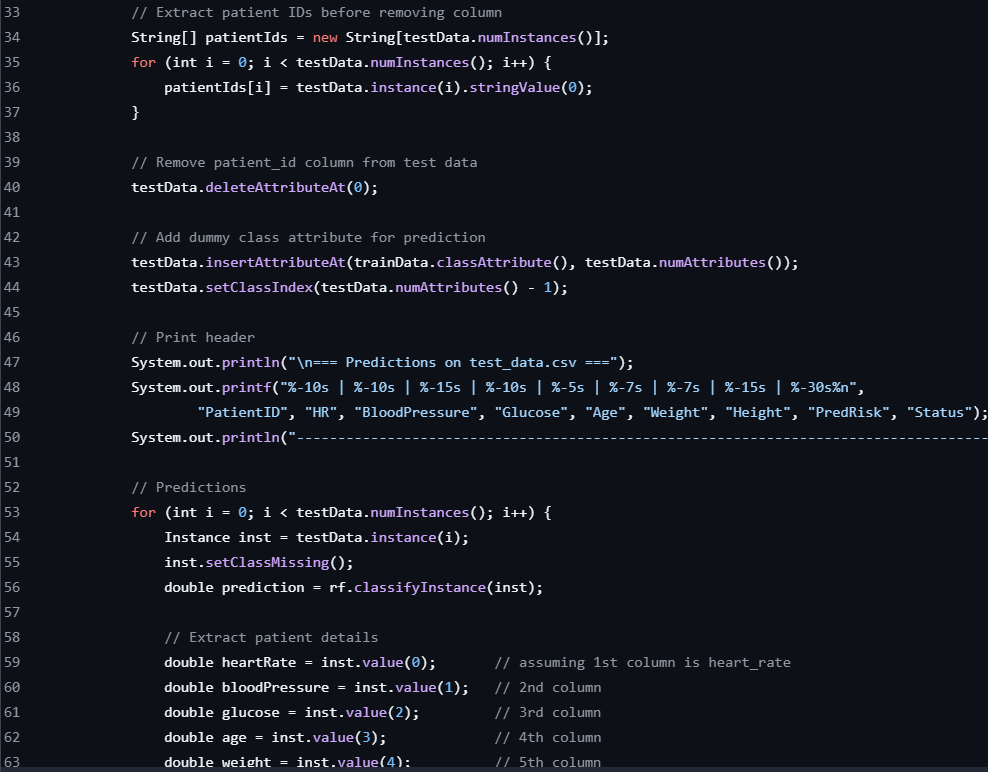 33 // Extract patient IDs before removing column
34 String[] patientIds = new String[testData.numInstances()];
35 for (int i = 0; i < testData.numInstances(); i++) {
36 patientIds[i] = testData.instance(i).stringValue(0);
37 }
38
39 // Remove patient_id column from test data
40 testData.deleteAttributeAt(0);
41
42 // Add dummy class attribute for prediction
43 testData.insertAttributeAt(trainData.classAttribute(), testData.numAttributes());
44 testData.setClassIndex(testData.numAttributes() - 1);
45
46 // Print header
47 System.out.println("\n=== Predictions on test_data.csv ===");
48 System.out.printf("%-10s | %-10s | %-15s | %-10s | %-5s | %-7s | %-7s | %-15s | %-30s%n",
49 "PatientID", "HR", "BloodPressure", "Glucose", "Age", "Weight", "Height", "PredRisk", "Status");
50 System.out.println("------------------------------------------------------------------------------------
51
52 // Predictions
53 for (int i = 0; i < testData.numInstances(); i++) {
54 Instance inst = testData.instance(i);
55 inst.setClassMissing();
56 double prediction = rf.classifyInstance(inst);
57
58 // Extract patient details
59 double heartRate = inst.value(0); // assuming 1st column is heart_rate
60 double bloodPressure = inst.value(1); // 2nd column
61 double glucose = inst.value(2); // 3rd column
62 double age = inst.value(3); // 4th column
63 double weight = inst.value(4); // 5th column